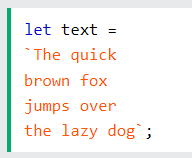 let text =
`The quick
brown fox
jumps over
the lazy dog`;